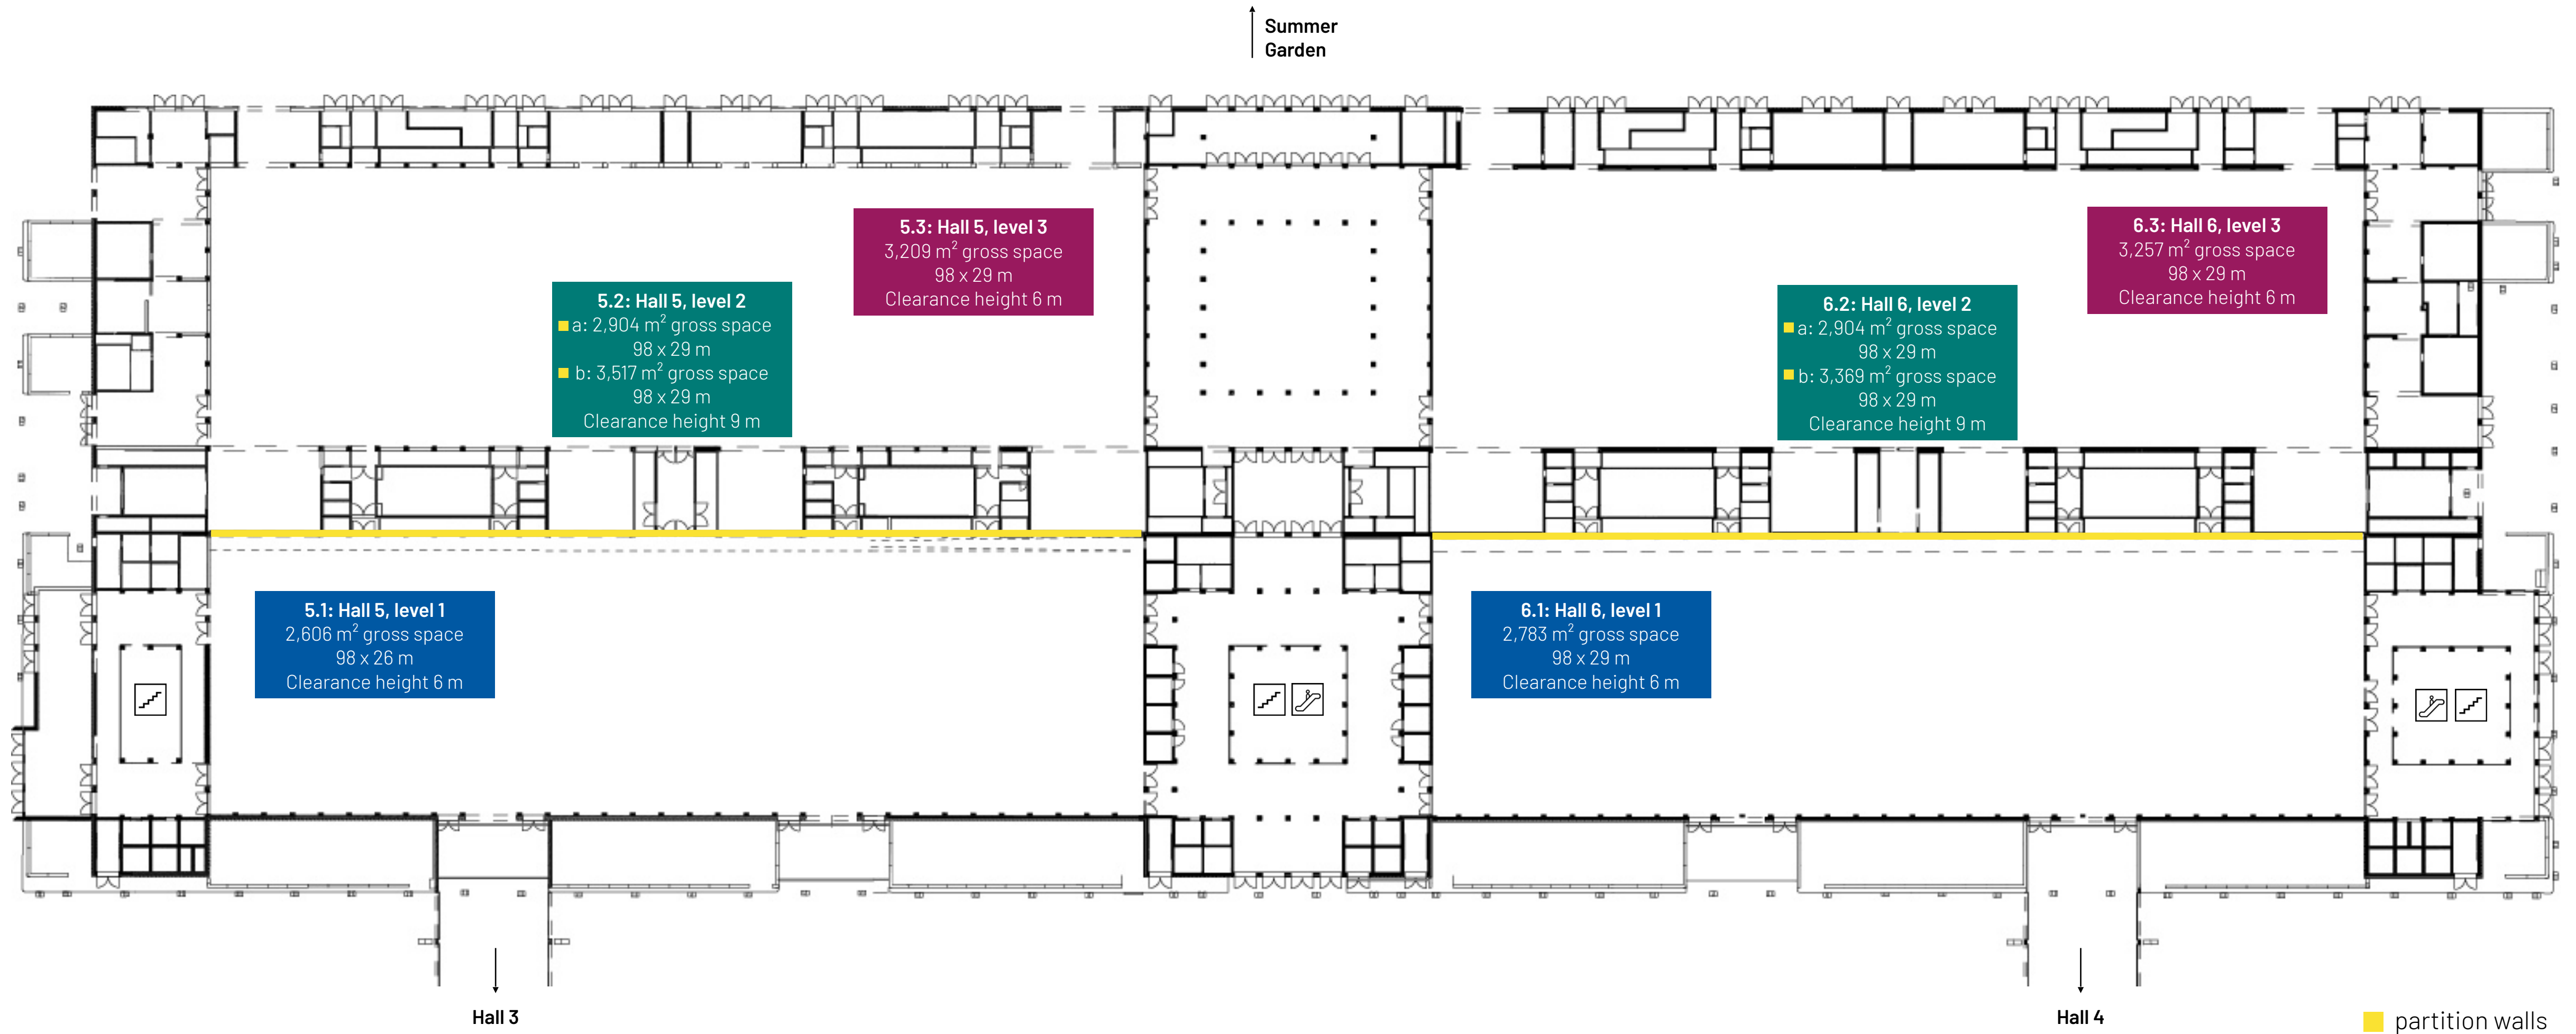 Summer
Garden
5.3: Hall 5, level 3
3,209 m² gross space
98 x 29 m
Clearance height 6 m
6.3: Hall 6, level 3
3,257 m² gross space
98 x 29 m
Clearance height 6 m
5.2: Hall 5, level 2
a: 2,904 m² gross space
98 x 29 m
b: 3,517 m² gross space
98 x 29 m
Clearance height 9 m
6.2: Hall 6, level 2
a: 2,904 m² gross space
98 x 29 m
b: 3,369 m² gross space
98 x 29 m
Clearance height 9 m
5.1: Hall 5, level 1
2,606 m² gross space
98 x 26 m
Clearance height 6 m
6.1: Hall 6, level 1
2,783 m² gross space
98 x 29 m
Clearance height 6 m
Hall 3
Hall 4
partition walls